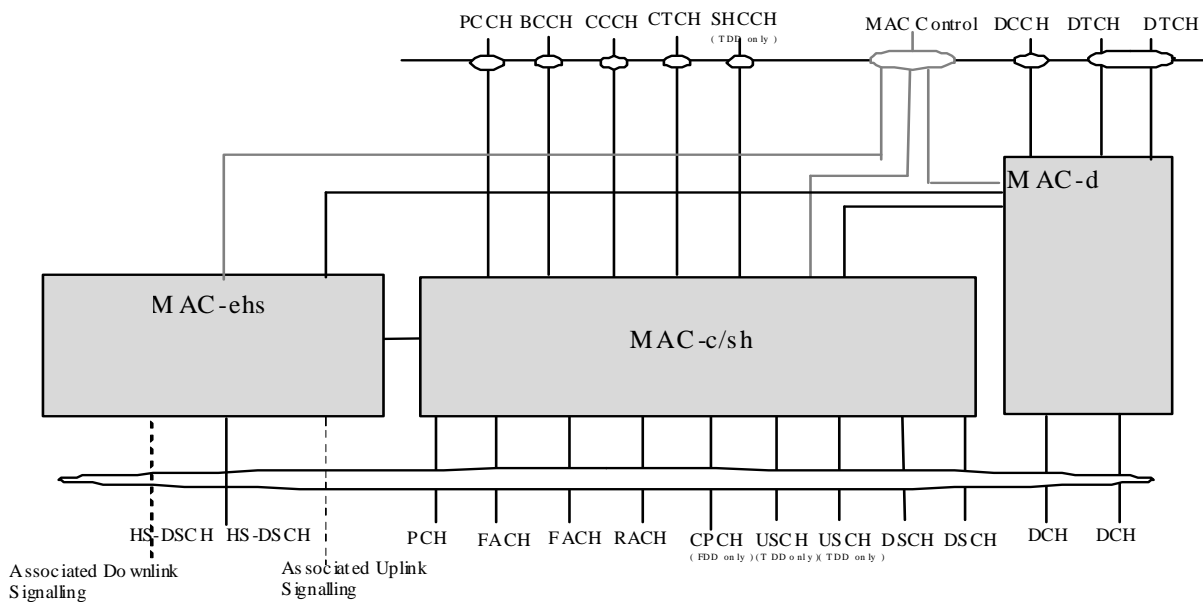 PCCH BCCH CCCH CTCH SHCCH MAC Control DCCH DTCH DTCH
( TDD only )
MAC-d
MAC-ehs
MAC-c/sh
HS-DSCH HS-DSCH PCH FACH FACH RACH CPCH USCH USCH DSCH DSCH DCH DCH
( FDD only ) ( TDD only ) ( TDD only )
Associated Downlink
Signalling
Associated Uplink
Signalling